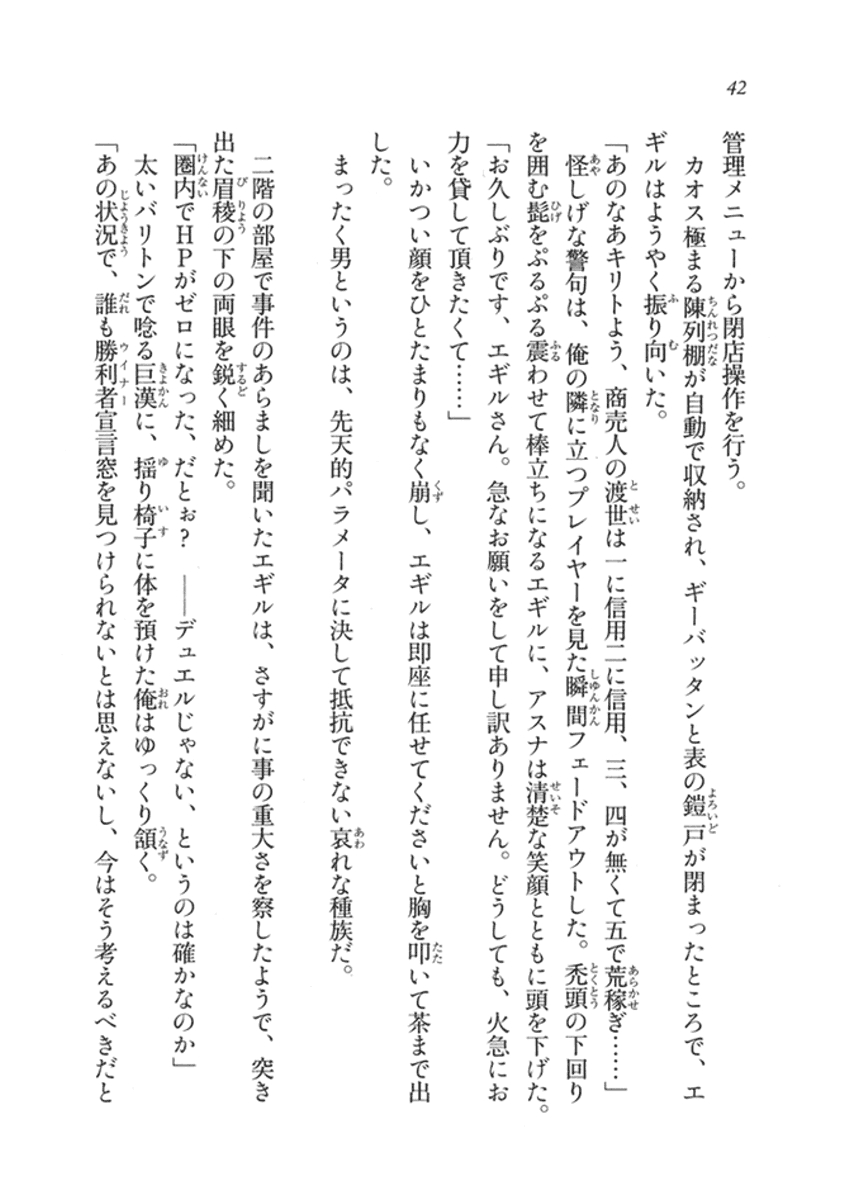 42
管理メニューから閉店操作を行う。
カオス極まる陳列棚が自動で収納され、ギーバッタンと表の鎧戸が閉まったところで、エ
ギルはようやく振り向いた。
「あのなあキリトよう、商売人の渡世は一に信用二に信用、三、四が無くて五で荒稼ぎ……」
怪しげな警句は、俺の隣に立つプレイヤーを見た瞬間フェードアウトした。禿頭の下回り
を囲む髭をぷるぷる震わせて棒立ちになるエギルに、アスナは清楚な笑顔とともに頭を下げた。
「お久しぶりです、エギルさん。急なお願いをして申し訳ありません。どうしても、火急にお
力を貸して頂きたくて……」
いかつい顔をひとたまりもなく崩し、エギルは即座に任せてくださいと胸を叩いて茶まで出
した。
まったく男というのは、先天的パラメータに決して抵抗できない哀れな種族だ。
二階の部屋で事件のあらましを聞いたエギルは、さすがに事の重大さを察したようで、突き
出た眉稜の下の両眼を鋭く細めた。
「圏内でHPがゼロになった、だとぉ?　――デュエルじゃない、というのは確かなのか」
太いバリトンで唸る巨漢に、揺り椅子に体を預けた俺はゆっくり頷く。
「あの状況で、誰も勝利者宣言窓を見つけられないとは思えないし、今はそう考えるべきだと